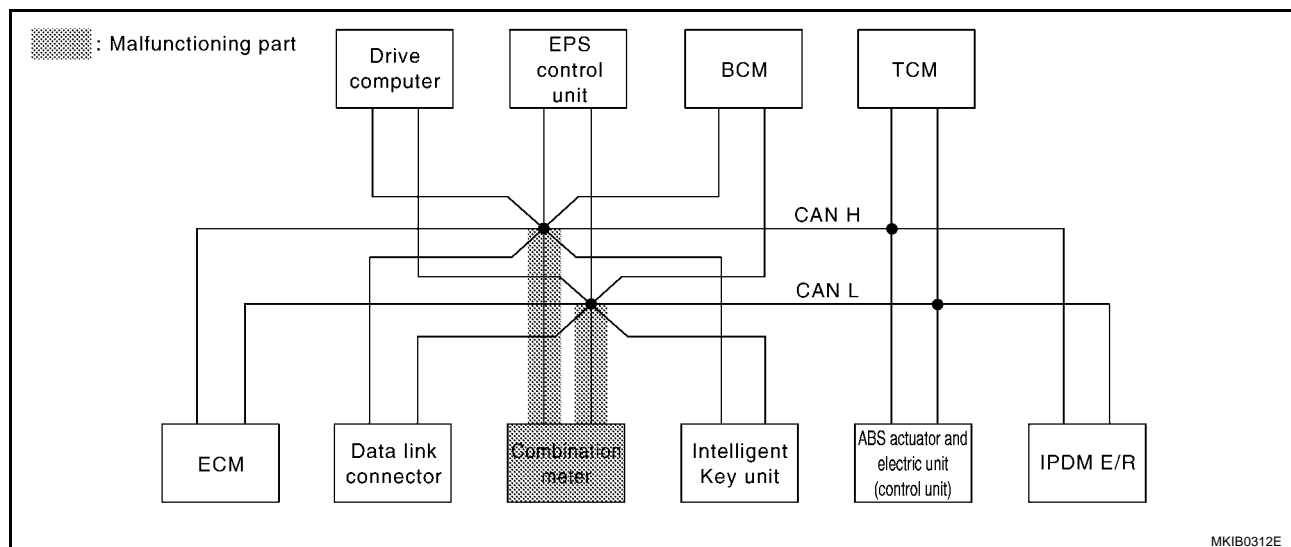 : Malfunctioning part
Drive
computer
EPS
control
unit
BCM
TCM
CAN H
CAN L
ECM
Data link
connector
Combination
meter
Intelligent
Key unit
ABS actuator and
electric unit
(control unit)
IPDM E/R
MKIB0312E